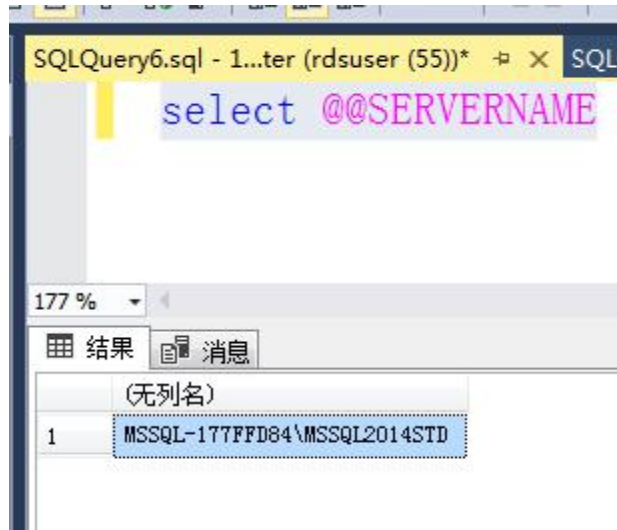 SQLQuery6.sql - 1...ter (rdsuser (55))* SQL
select @@SERVERNAME
177 %
结果 消息
(无列名)
1 MSSQL-177FFD84\MSSQL2014STD